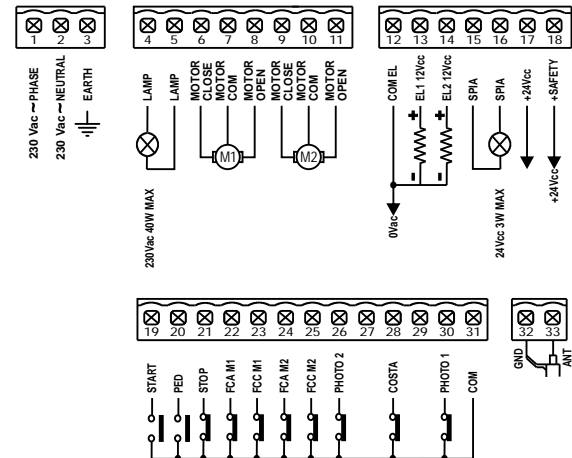 1 2 3
4 5 6 7 8 9 10 11
12 13 14 15 16 17 18
230 Vac ~ PHASE
230 Vac ~ NEUTRAL
EARTH
LAMP
LAMP
MOTOR CLOSE
MOTOR COM
MOTOR OPEN
MOTOR CLOSE
MOTOR COM
MOTOR OPEN
COM EL
EL1 12Vcc
EL2 12Vcc
SPIA
SPIA
+24Vcc
+SAFETY
+ +
M1 M2
- -
230Vac 40W MAX
0Vac
24Vcc 3W MAX
+24Vcc
19 20 21 22 23 24 25 26 27 28 29 30 31
32 33
START
PED
STOP
FCA M1
FCC M1
FCA M2
FCC M2
PHOTO 2
COSTA
PHOTO 1
COM
GND
ANT